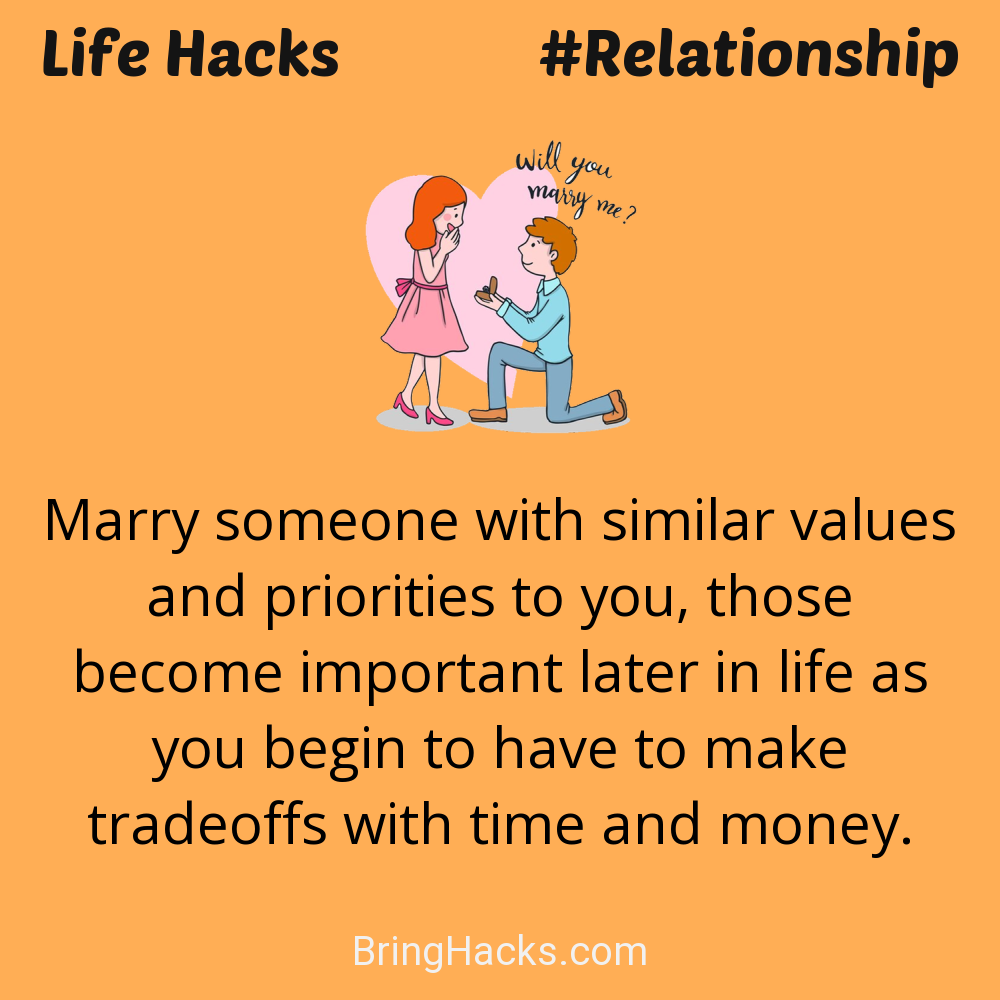 Life Hacks #Relationship
Will you
marry me?
Marry someone with similar values
and priorities to you, those
become important later in life as
you begin to have to make
tradeoffs with time and money.
BringHacks.com